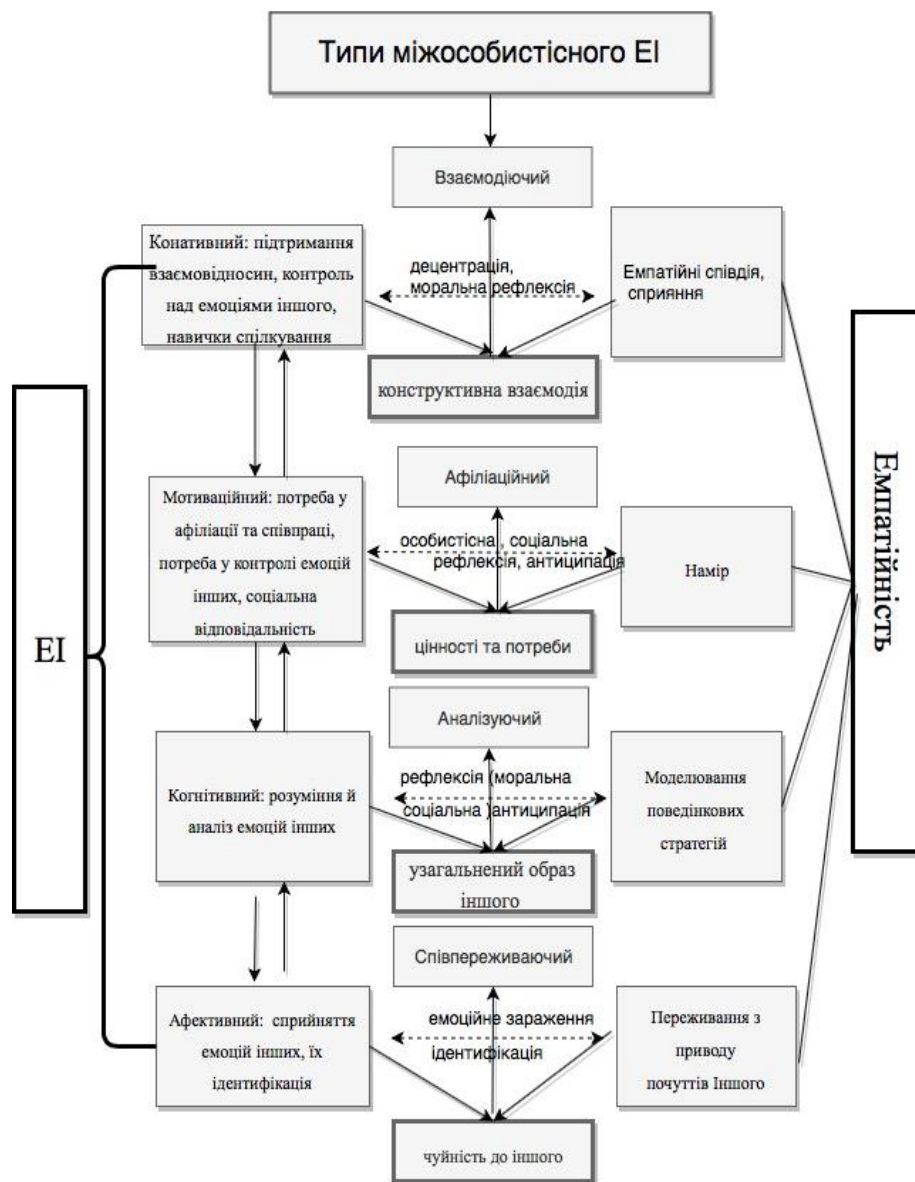 Типи міжособистісного EI
Взаємодіючий
Конативний: підтримання
взаємовідносин, контроль
над емоціями іншого,
навички спілкування
децентрація,
моральна рефлексія
Емпатійні співдія,
сприяння
конструктивна взаємодія
Мотиваційний: потреба у
афіліації та співпраці,
потреба у контролі емоцій
інших, соціальна
відповідальність
Афіліаційний
особистісна , соціальна
рефлексія, антиципація
Намір
цінності та потреби
EI
Емпатійність
Когнітивний: розуміння й
аналіз емоцій інших
Аналізуючий
рефлексія (моральна
соціальна )антиципація
Моделювання
поведінкових
стратегій
узагальнений образ
іншого
Співпереживаючий
Афективний: сприйняття
емоцій інших, їх
ідентифікація
емоційне зараження
ідентифікація
Переживання з
приводу
почуттів Іншого
чуйність до іншого